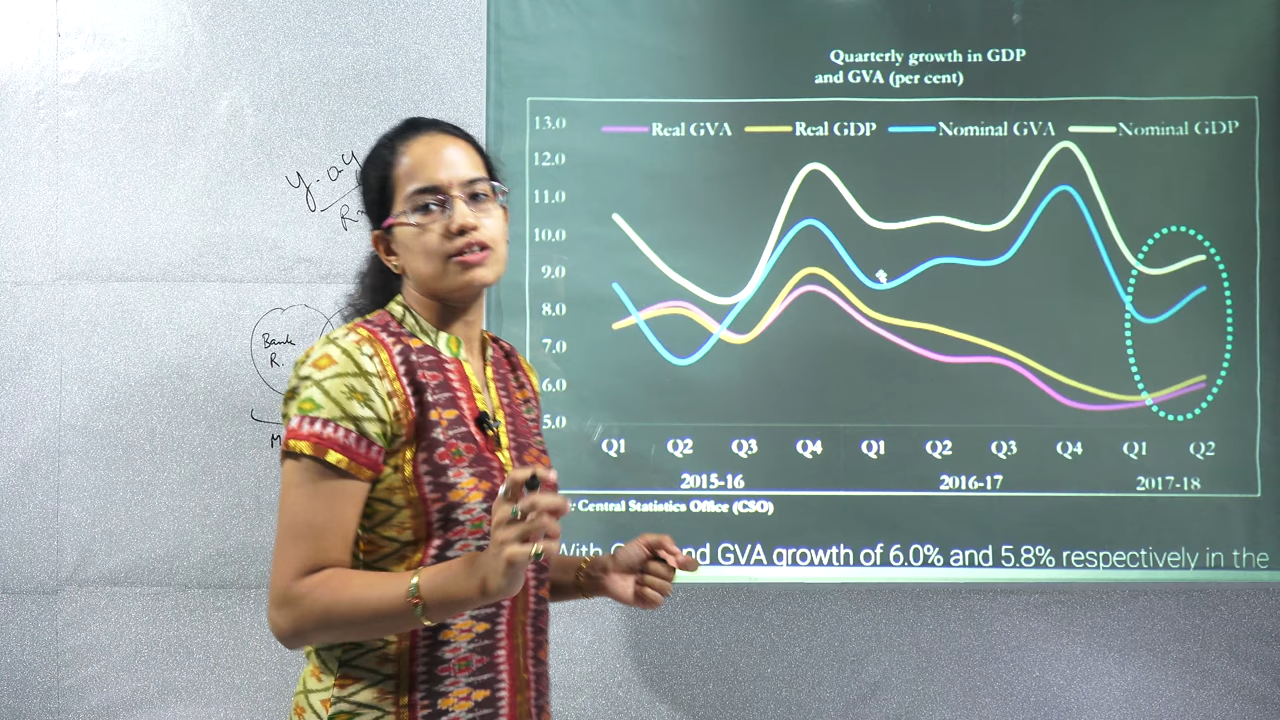 Quarterly growth in GDP
and GVA (per cent)
Real GVA Real GDP Nominal GVA Nominal GDP
13.0
12.0
11.0
10.0
9.0
8.0
7.0
6.0
5.0
Q1 Q2 Q3 Q4 Q1 Q2 Q3 Q4 Q1 Q2
2015-16 2016-17 2017-18
: Central Statistics Office (CSO)
With GVA growth of 6.0% and 5.8% respectively in the
Bank
R.
M